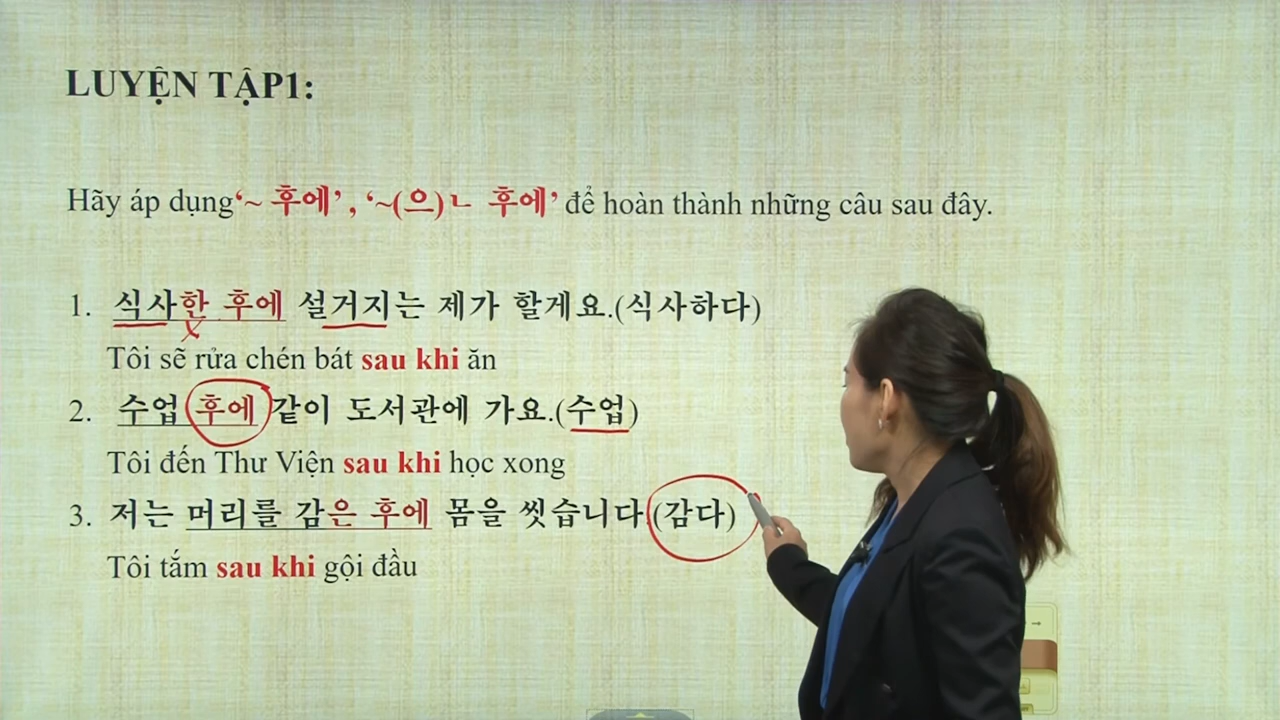 LUYỆN TẬP1:
Hãy áp dụng‘~ 후에’ , ‘~(으)ㄴ 후에’ để hoàn thành những câu sau đây.
1. 식사한 후에 설거지는 제가 할게요.(식사하다)
Tôi sẽ rửa chén bát sau khi ăn
2. 수업 후에 같이 도서관에 가요.(수업)
Tôi đến Thư Viện sau khi học xong
3. 저는 머리를 감은 후에 몸을 씻습니다.(감다)
Tôi tắm sau khi gội đầu